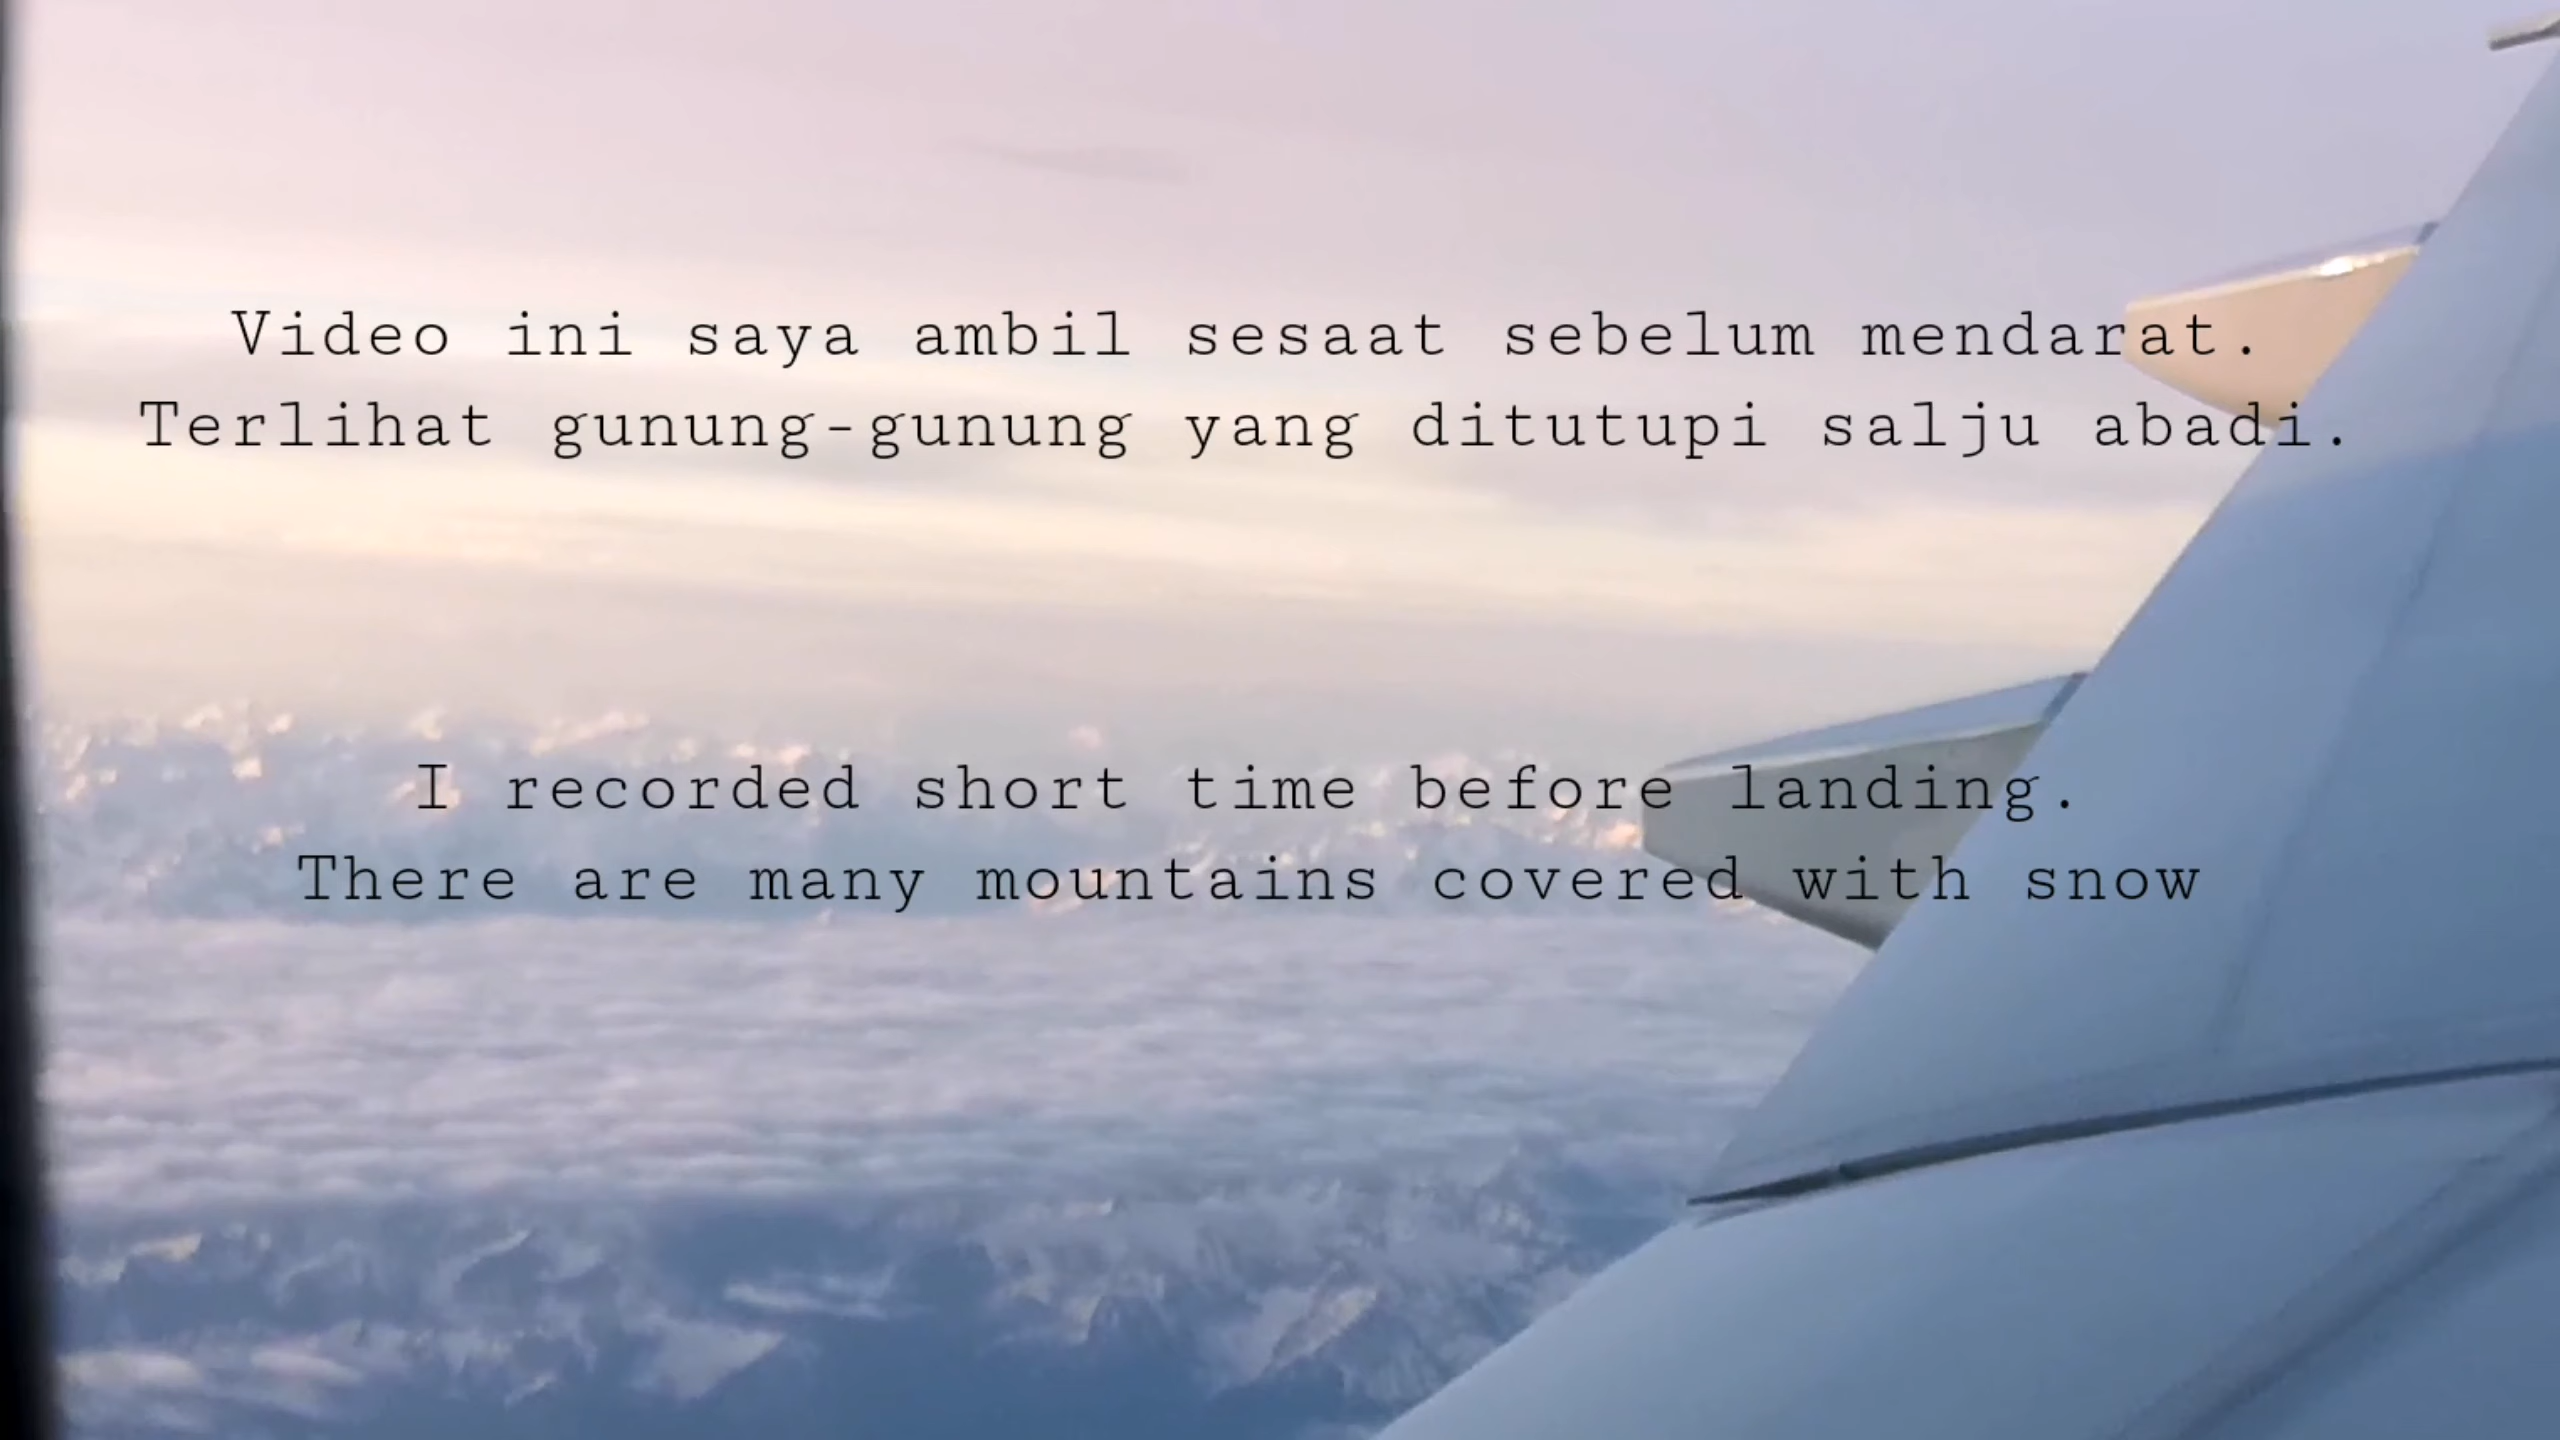 Video ini saya ambil sesaat sebelum mendarat.
Terlihat gunung-gunung yang ditutupi salju abadi.
I recorded short time before landing.
There are many mountains covered with snow